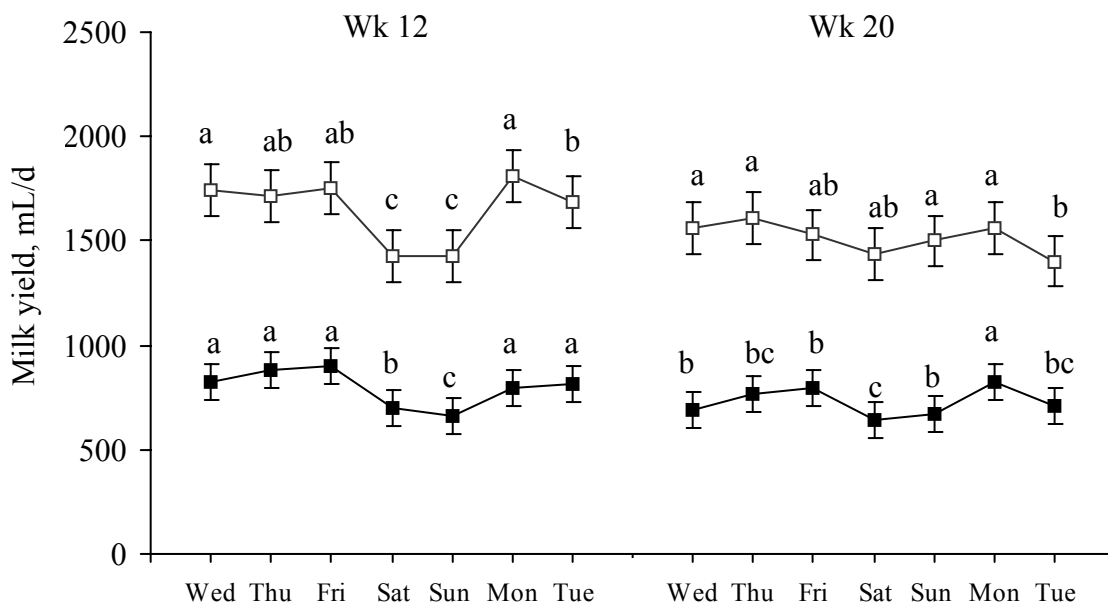 Wk 12 Wk 20
Milk yield, mL/d
2500
2000
1500
1000
500
0
a ab ab c c a b
a a ab ab a a b
a a a b c a a
b bc b c b a bc
Wed Thu Fri Sat Sun Mon Tue Wed Thu Fri Sat Sun Mon Tue